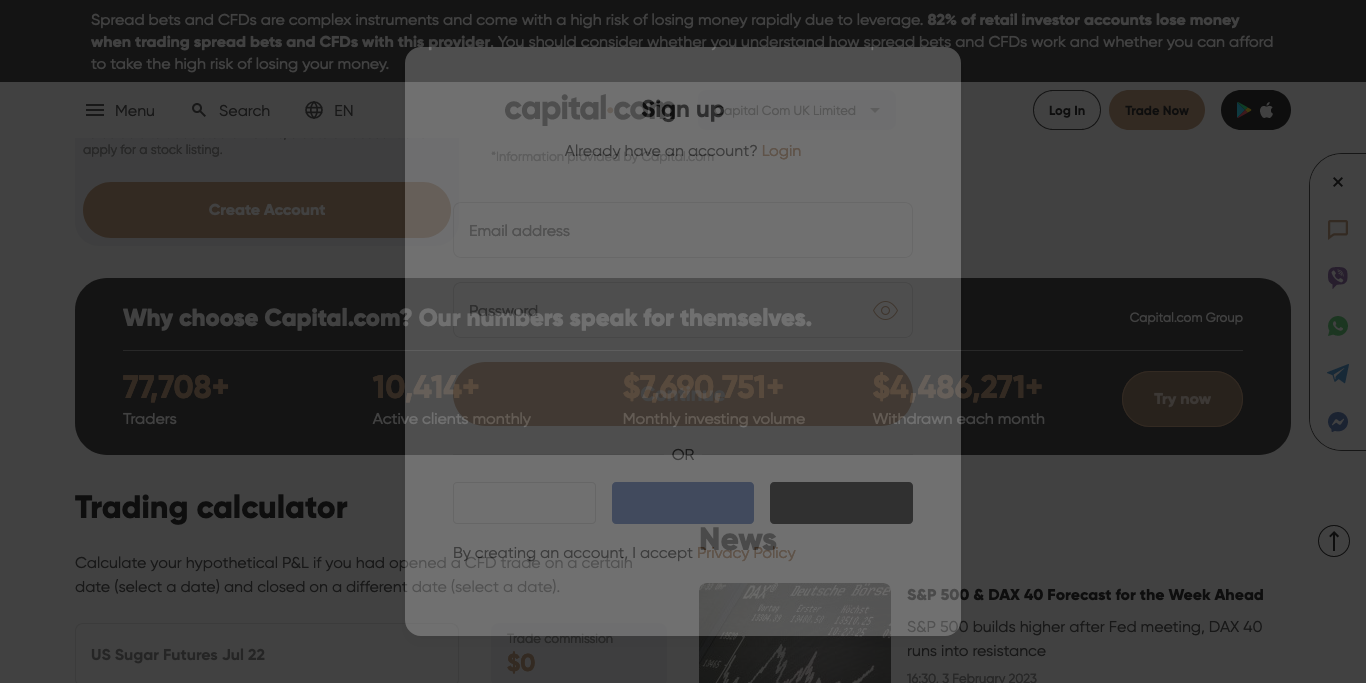 Spread bets and CFDs are complex instruments and come with a high risk of losing money rapidly due to leverage. 82% of retail investor accounts lose money
when trading spread bets and CFDs with this provider. You should consider whether you understand how spread bets and CFDs work and whether you can afford
to take the high risk of losing your money.
Menu
Search
EN
capital.com
Capital Com UK Limited
Log In
Trade Now
Sign up
Already have an account? Login
*Information provided by Capital.com
apply for a stock listing.
Create Account
Email address
Password
Why choose Capital.com? Our numbers speak for themselves.
Capital.com Group
77,708+
Traders
10,414+
Active clients monthly
$7,690,751+
Monthly investing volume
$4,486,271+
Withdrawn each month
Try now
OR
By creating an account, I accept Privacy Policy
Trading calculator
Calculate your hypothetical P&L if you had opened a CFD trade on a certain
date (select a date) and closed on a different date (select a date).
US Sugar Futures Jul 22
Trade commission
$0
News
DAX
Deutsche Börse
S&P 500 & DAX 40 Forecast for the Week Ahead
S&P 500 builds higher after Fed meeting, DAX 40
runs into resistance
16:30, 3 February 2023